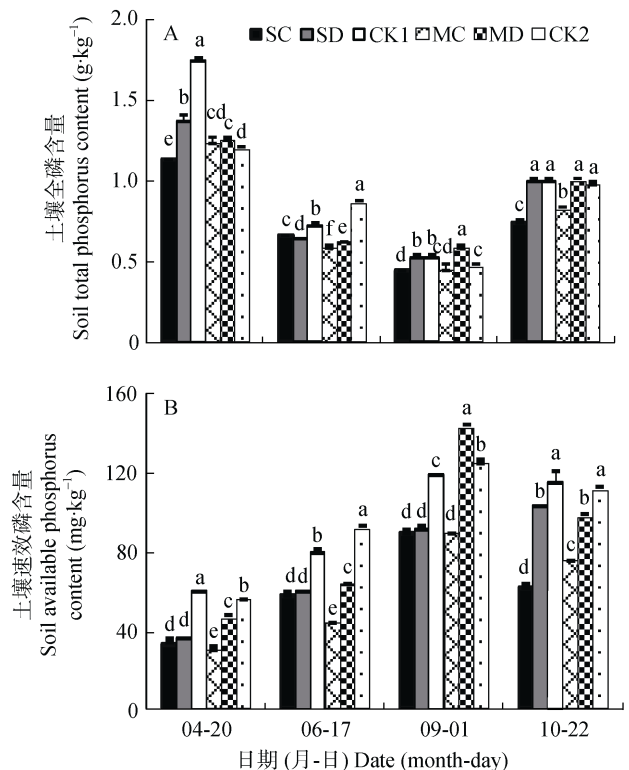 A
SC SD CK1 MC MD CK2
土壤全磷含量
Soil total phosphorus content (g·kg⁻¹)
2.0
1.5
1.0
0.5
0
e b a cd c d
c d b f e a
d b b cd a c
c a a b a a
B
土壤速效磷含量
Soil available phosphorus
content (mg·kg⁻¹)
160
120
80
40
0
d d a e c b
d d b e c a
d d c d a b
d b a c b a
04-20 06-17 09-01 10-22
日期 (月-日) Date (month-day)